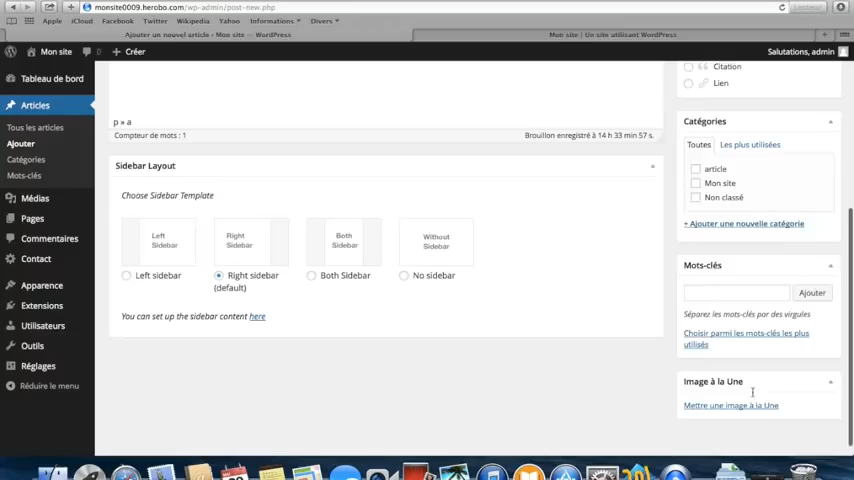 monsite0009.herobo.com/wp-admin/post-new.php
Lecteur
Apple iCloud Facebook Twitter Wikipedia Yahoo Informations Divers
Ajouter un nouvel article ‹ Mon site — WordPress
Mon site | Un site utilisant WordPress
Mon site 0 + Créer
Salutations, admin
Tableau de bord
Articles
Tous les articles
Ajouter
Catégories
Mots-clés
Médias
Pages
Commentaires
Contact
Apparence
Extensions
Utilisateurs
Outils
Réglages
Réduire le menu
p » a
Compteur de mots : 1
Brouillon enregistré à 14 h 33 min 57 s.
Sidebar Layout
Choose Sidebar Template
Left
Sidebar
Right
Sidebar
Both
Sidebar
Without
Sidebar
Left sidebar
Right sidebar
(default)
Both Sidebar
No sidebar
You can set up the sidebar content here
Citation
Lien
Catégories
Toutes
Les plus utilisées
article
Mon site
Non classé
+ Ajouter une nouvelle catégorie
Mots-clés
Ajouter
Séparez les mots-clés par des virgules
Choisir parmi les mots-clés les plus
utilisés
Image à la Une
Mettre une image à la Une